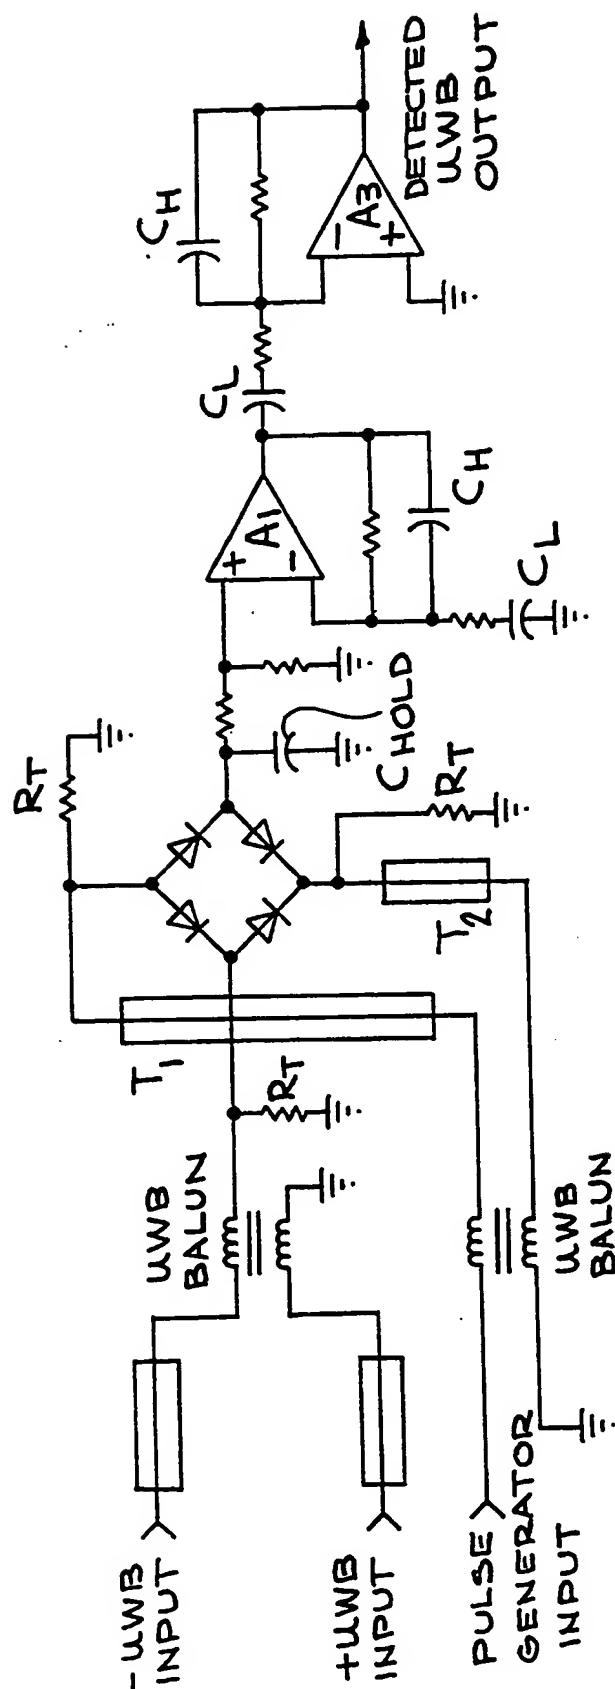 -UWB
INPUT
+UWB
INPUT
PULSE
GENERATOR
INPUT
UWB
BALUN
UWB
BALUN
T1
RT
RT
T2
RT
CHOLD
+
A1
-
CL
CH
CL
CH
-
A3
+
DETECTED
UWB
OUTPUT